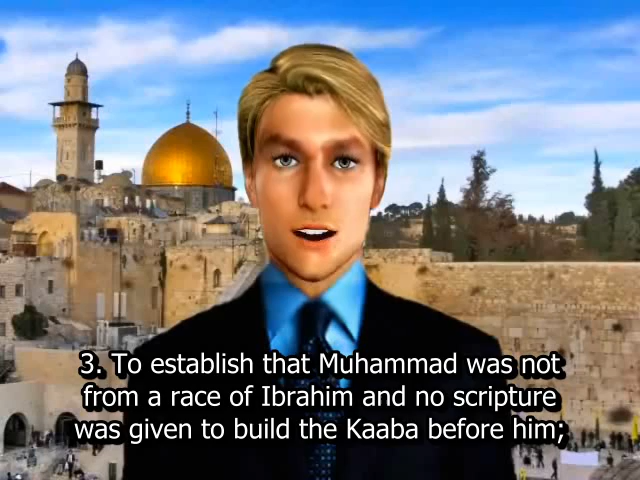 3. To establish that Muhammad was not
from a race of Ibrahim and no scripture
was given to build the Kaaba before him;